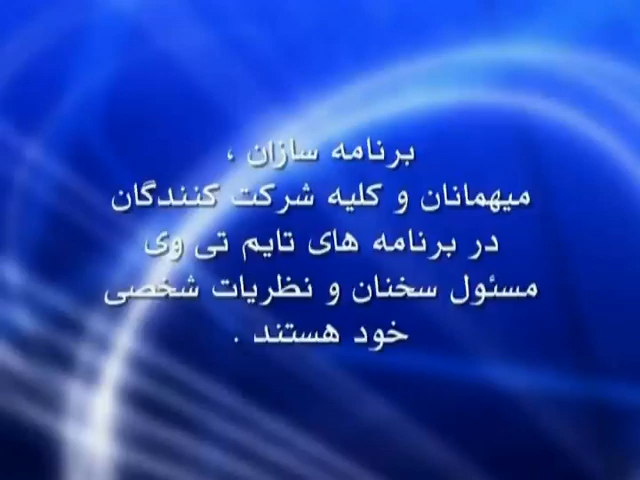 برنامه سازان ،
میهمانان و کلیه شرکت کنندگان
در برنامه های تایم تی وی
مسئول سخنان و نظریات شخصی
خود هستند .